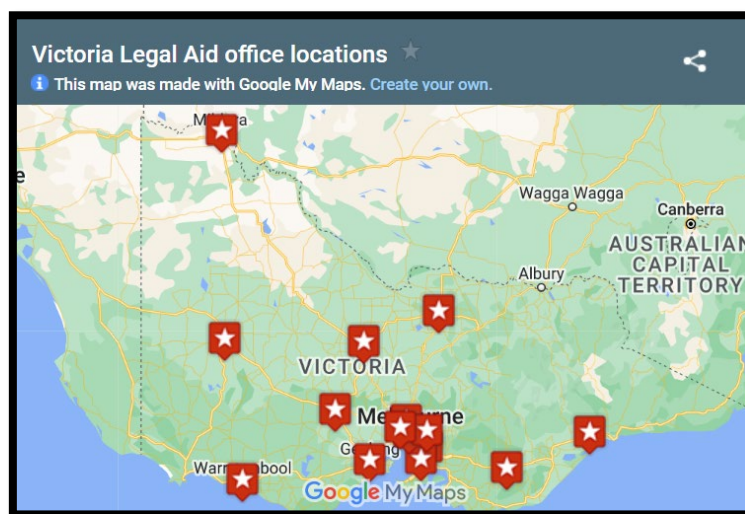 Victoria Legal Aid office locations
This map was made with Google My Maps. Create your own.
Wagga Wagga
Canberra
AUSTRALIAN
CAPITAL
TERRITORY
Albury
VICTORIA
Google My Maps